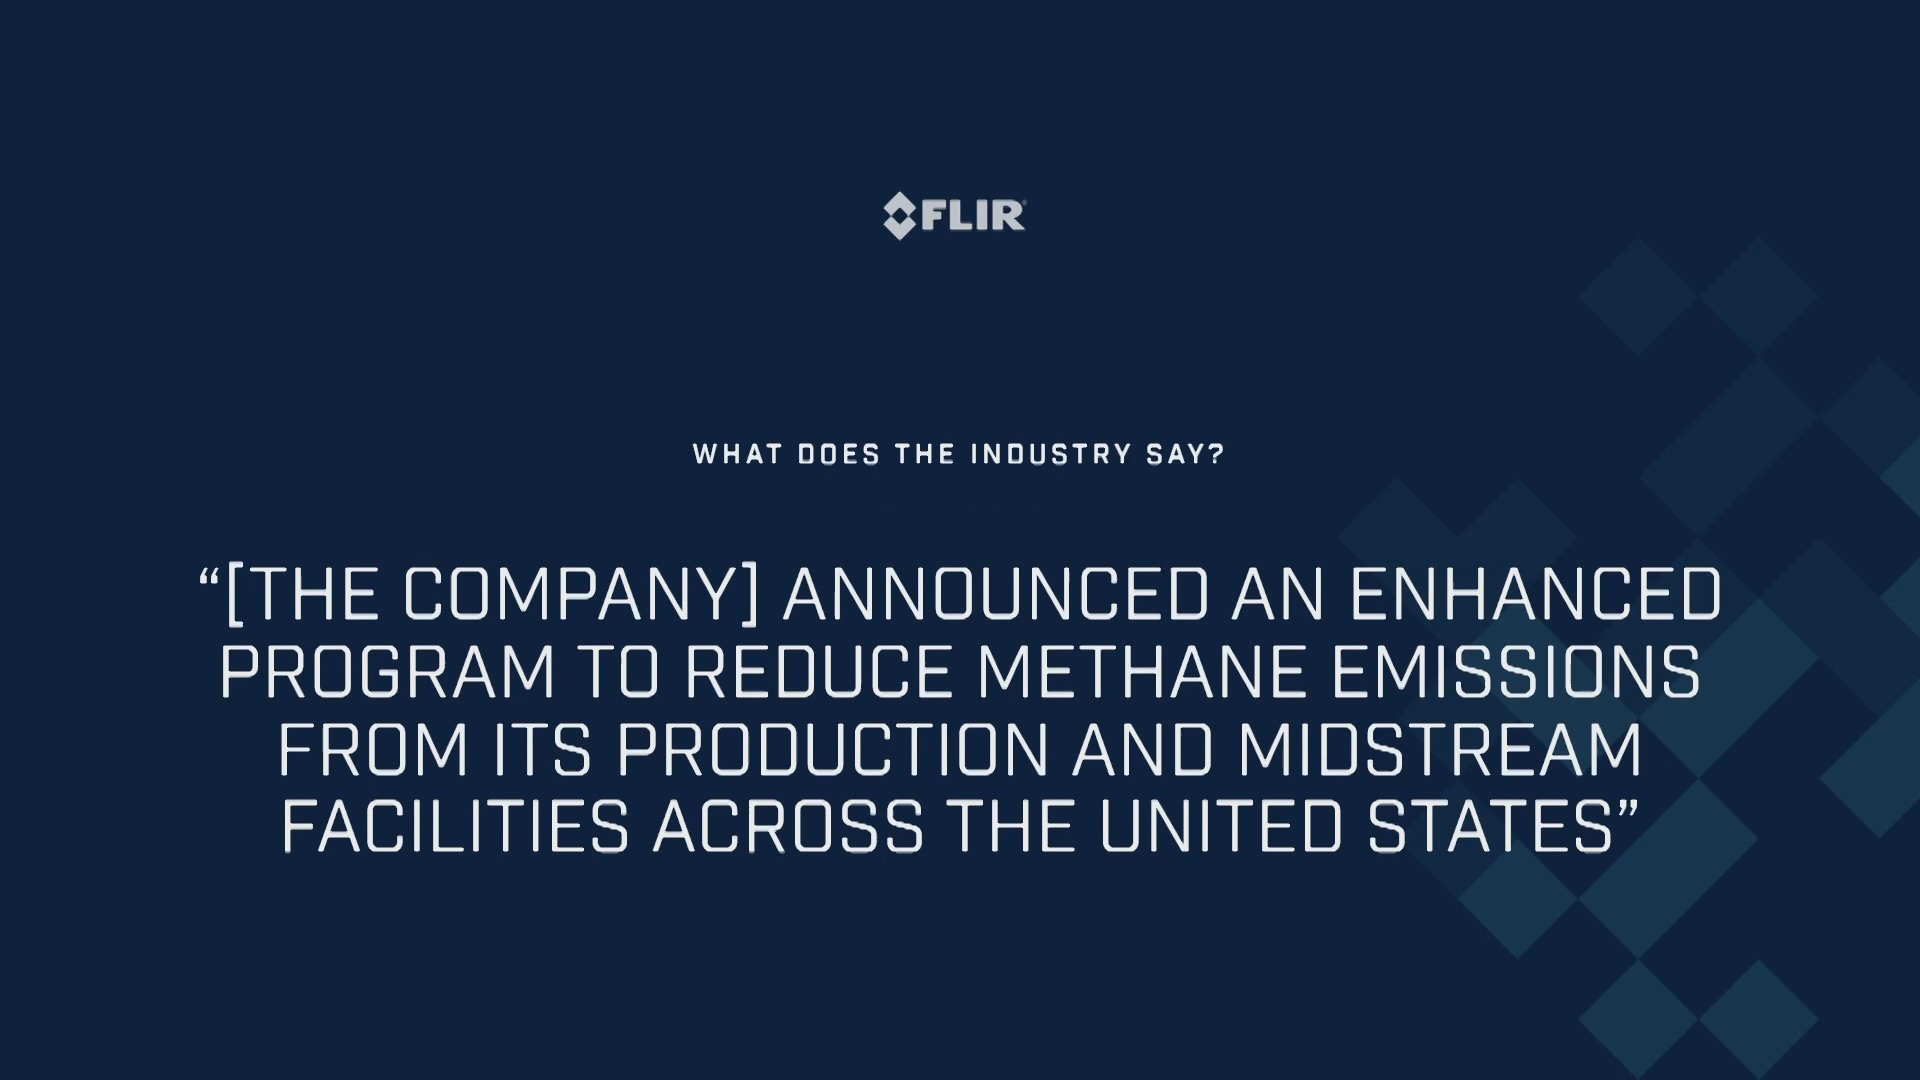 FLIR
WHAT DOES THE INDUSTRY SAY?
“[THE COMPANY] ANNOUNCED AN ENHANCED
PROGRAM TO REDUCE METHANE EMISSIONS
FROM ITS PRODUCTION AND MIDSTREAM
FACILITIES ACROSS THE UNITED STATES”